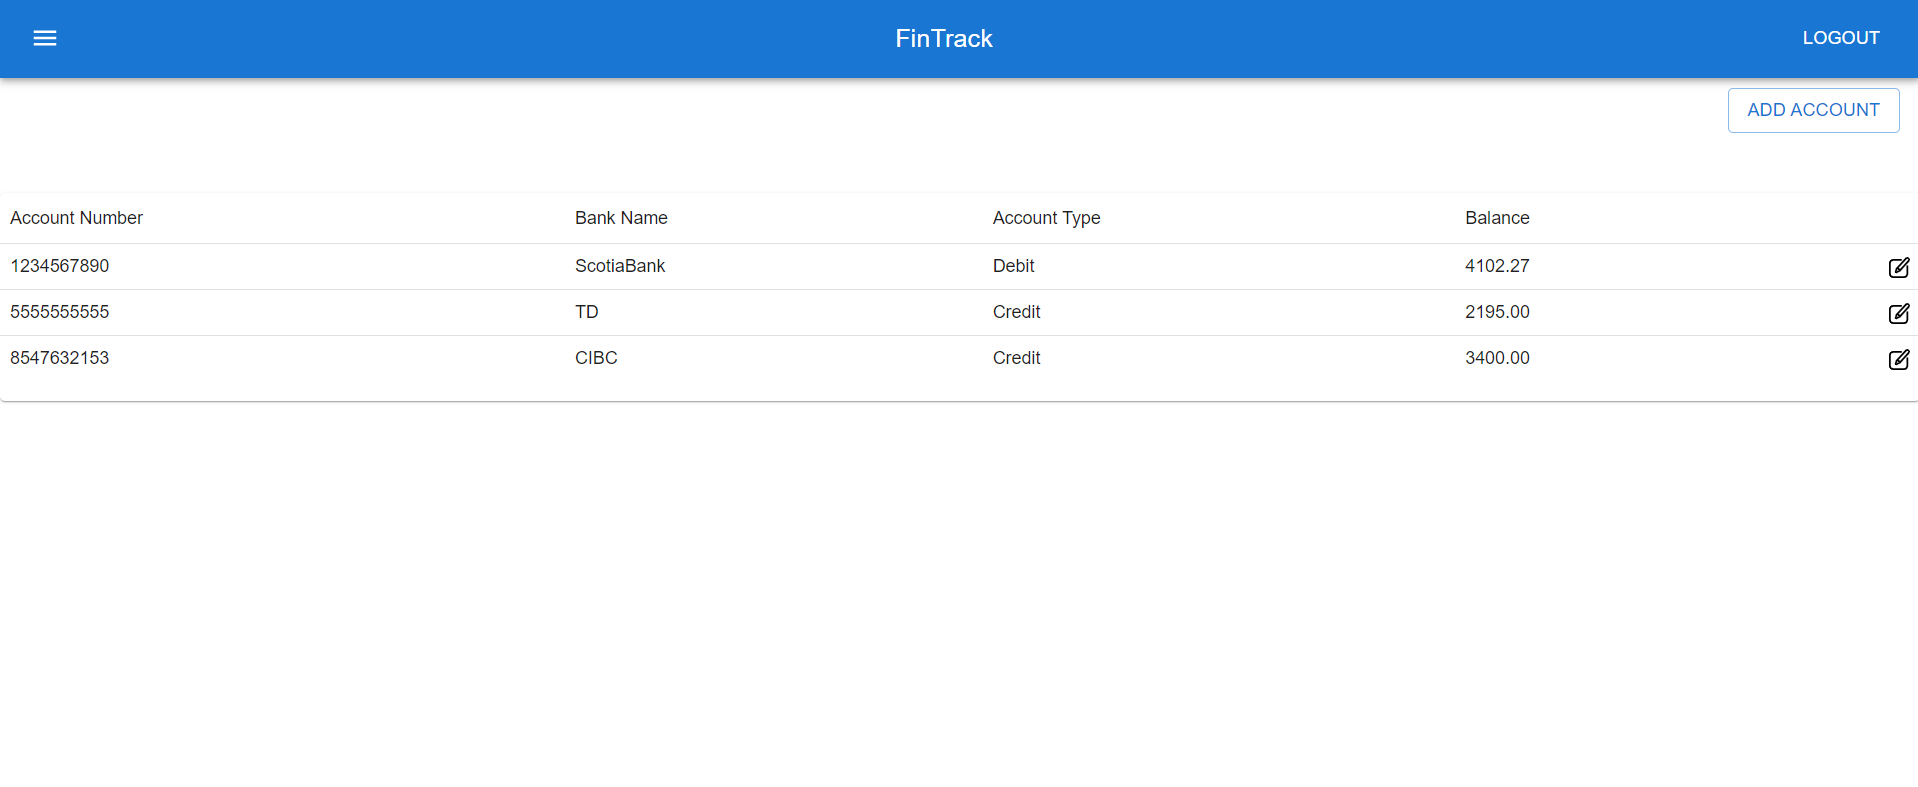 FinTrack LOGOUT
ADD ACCOUNT
Account Number Bank Name Account Type Balance
1234567890 ScotiaBank Debit 4102.27
5555555555 TD Credit 2195.00
8547632153 CIBC Credit 3400.00